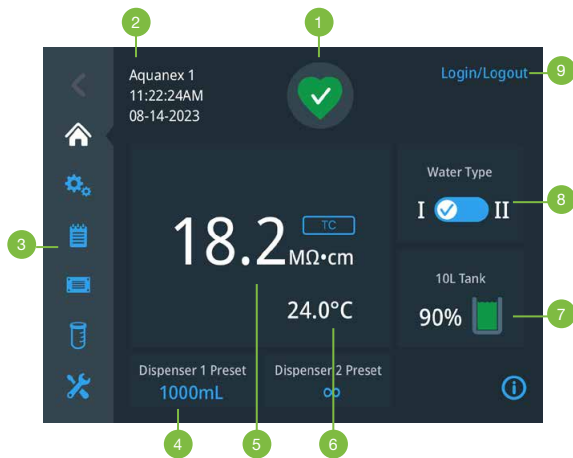 1
2
Aquanex 1
11:22:24AM
08-14-2023
Login/Logout
9
Water Type
I II
8
3
TC
18.2 MΩ•cm
24.0°C
10L Tank
90%
7
Dispenser 1 Preset
1000mL
Dispenser 2 Preset
∞
4
5
6